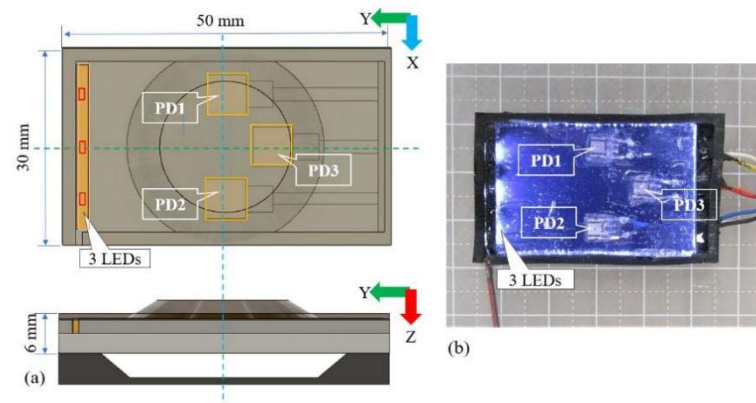 50 mm
Y
X
30 mm
PD1
PD3
PD2
3 LEDs
Y
Z
6 mm
(a)
PD1
PD3
PD2
3 LEDs
(b)